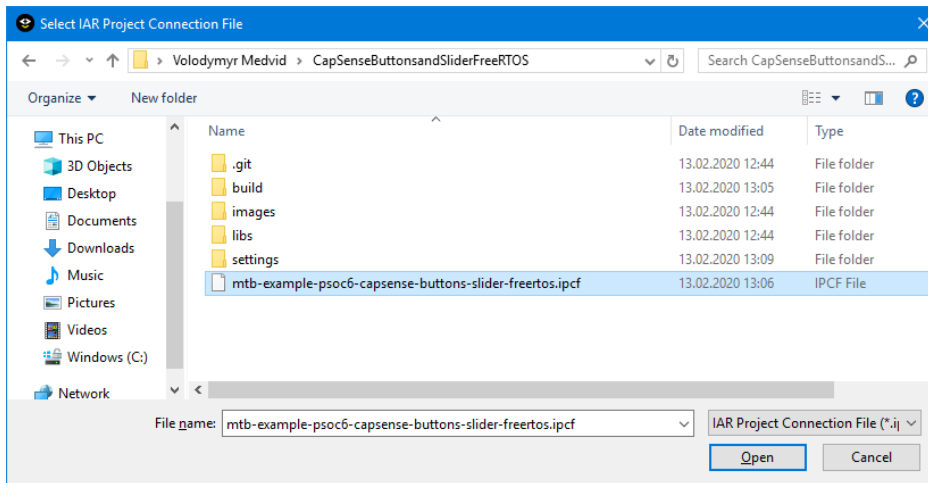 Select IAR Project Connection File
Volodymyr Medvid > CapSenseButtonsandSliderFreeRTOS
Search CapSenseButtonsandS...
Organize
New folder
Name
Date modified
Type
This PC
3D Objects
Desktop
Documents
Downloads
Music
Pictures
Videos
Windows (C:)
Network
.git 13.02.2020 12:44 File folder
build 13.02.2020 13:05 File folder
images 13.02.2020 12:44 File folder
libs 13.02.2020 12:44 File folder
settings 13.02.2020 13:09 File folder
mtb-example-psoc6-capsense-buttons-slider-freertos.ipcf 13.02.2020 13:06 IPCF File
File name: mtb-example-psoc6-capsense-buttons-slider-freertos.ipcf
IAR Project Connection File (*.ip
Open
Cancel